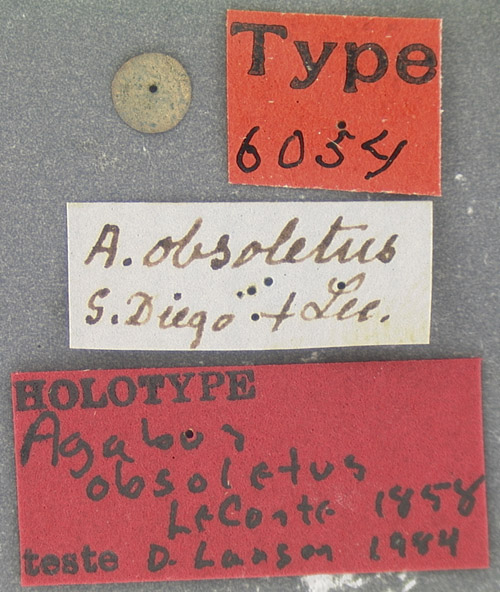 Type
6054
A. obsoletus
S. Diego + Lec.
HOLOTYPE
Agabus
obsoletus
LeConte 1858
teste D. Larson 1984